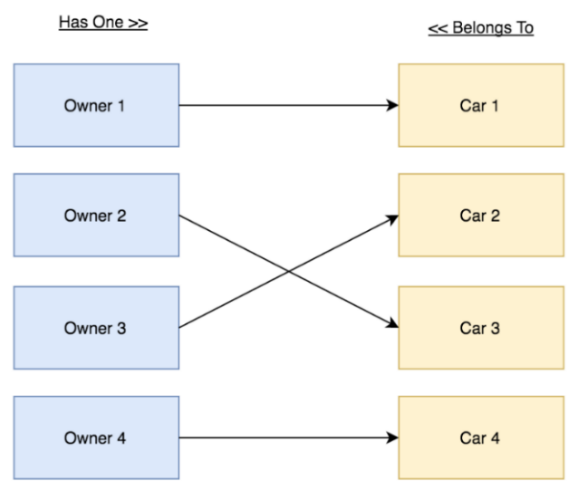 Has One >>
<< Belongs To
Owner 1
Car 1
Owner 2
Car 2
Owner 3
Car 3
Owner 4
Car 4